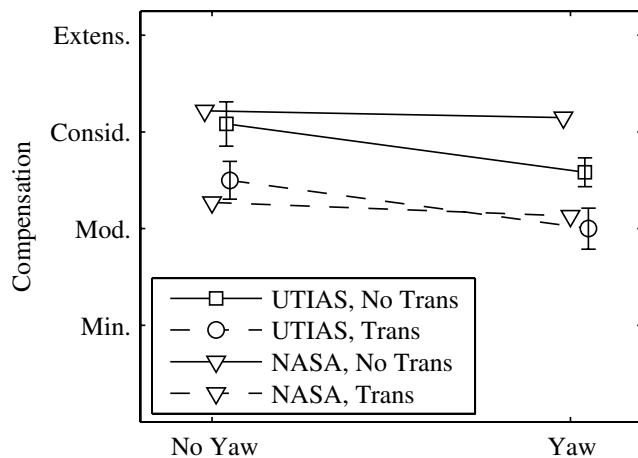 Extens.
Consid.
Mod.
Min.
Compensation
UTIAS, No Trans
UTIAS, Trans
NASA, No Trans
NASA, Trans
No Yaw
Yaw